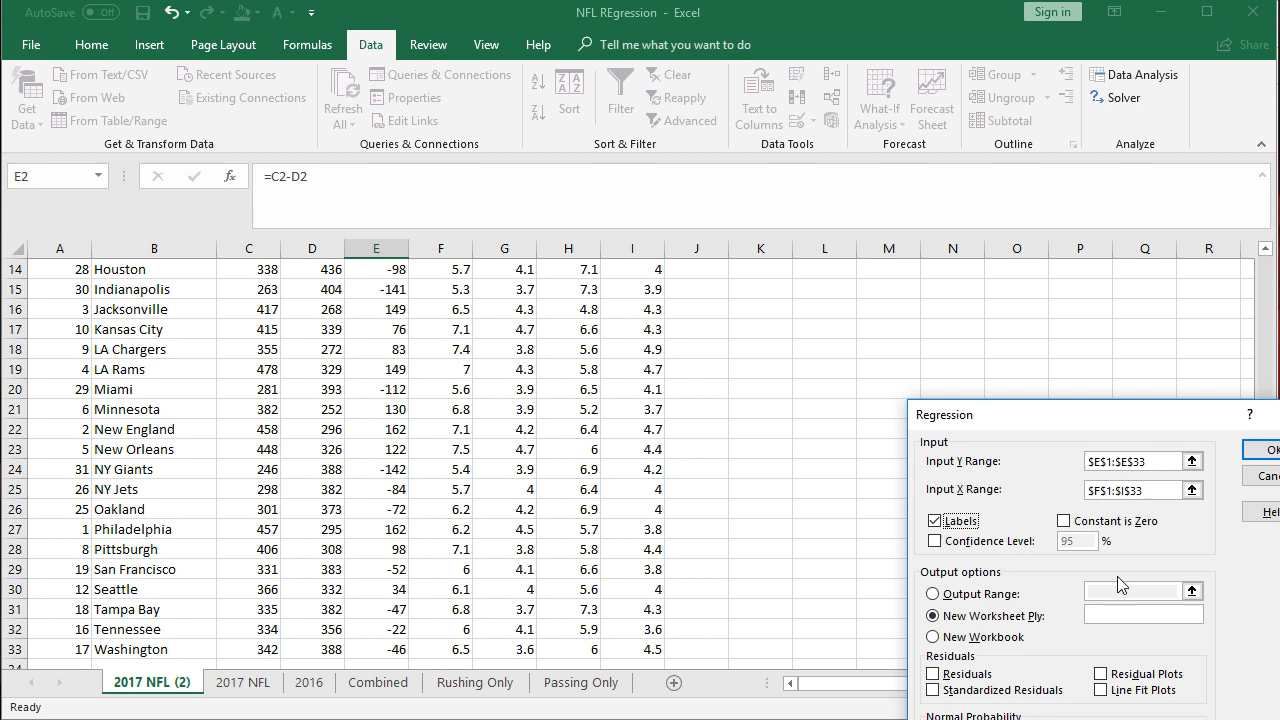 AutoSave Off NFL REgression - Excel Sign in
File Home Insert Page Layout Formulas Data Review View Help Tell me what you want to do Share
Get Data From Text/CSV Recent Sources
From Web Existing Connections
From Table/Range
Get & Transform Data
Refresh All Queries & Connections
Properties
Edit Links
Queries & Connections
Sort Filter Clear
Reapply
Advanced
Sort & Filter
Text to Columns
Data Tools
What-If Analysis Forecast Sheet
Forecast
Group
Ungroup
Subtotal
Outline
Data Analysis
Solver
Analyze
E2 fx =C2-D2
A B C D E F G H I J K L M N O P Q R
14 28 Houston 338 436 -98 5.7 4.1 7.1 4
15 30 Indianapolis 263 404 -141 5.3 3.7 7.3 3.9
16 3 Jacksonville 417 268 149 6.5 4.3 4.8 4.3
17 10 Kansas City 415 339 76 7.1 4.7 6.6 4.3
18 9 LA Chargers 355 272 83 7.4 3.8 5.6 4.9
19 4 LA Rams 478 329 149 7 4.3 5.8 4.7
20 29 Miami 281 393 -112 5.6 3.9 6.5 4.1
21 6 Minnesota 382 252 130 6.8 3.9 5.2 3.7
22 2 New England 458 296 162 7.1 4.2 6.4 4.7
23 5 New Orleans 448 326 122 7.5 4.7 6 4.4
24 31 NY Giants 246 388 -142 5.4 3.9 6.9 4.2
25 26 NY Jets 298 382 -84 5.7 4 6.4 4
26 25 Oakland 301 373 -72 6.2 4.2 6.9 4
27 1 Philadelphia 457 295 162 6.2 4.5 5.7 3.8
28 8 Pittsburgh 406 308 98 7.1 3.8 5.8 4.4
29 19 San Francisco 331 383 -52 6 4.1 6.6 3.8
30 12 Seattle 366 332 34 6.1 4 5.6 4
31 18 Tampa Bay 335 382 -47 6.8 3.7 7.3 4.3
32 16 Tennessee 334 356 -22 6 4.1 5.9 3.6
33 17 Washington 342 388 -46 6.5 3.6 6 4.5
Regression ?
Input
Input Y Range: $E$1:$E$33
Input X Range: $F$1:$I$33
Labels Constant is Zero
Confidence Level: 95 %
Output options
Output Range:
New Worksheet Ply:
New Workbook
Residuals
Residuals Residual Plots
Standardized Residuals Line Fit Plots
Normal Probability
OK
Canc
Hel
2017 NFL (2) 2017 NFL 2016 Combined Rushing Only Passing Only
Ready